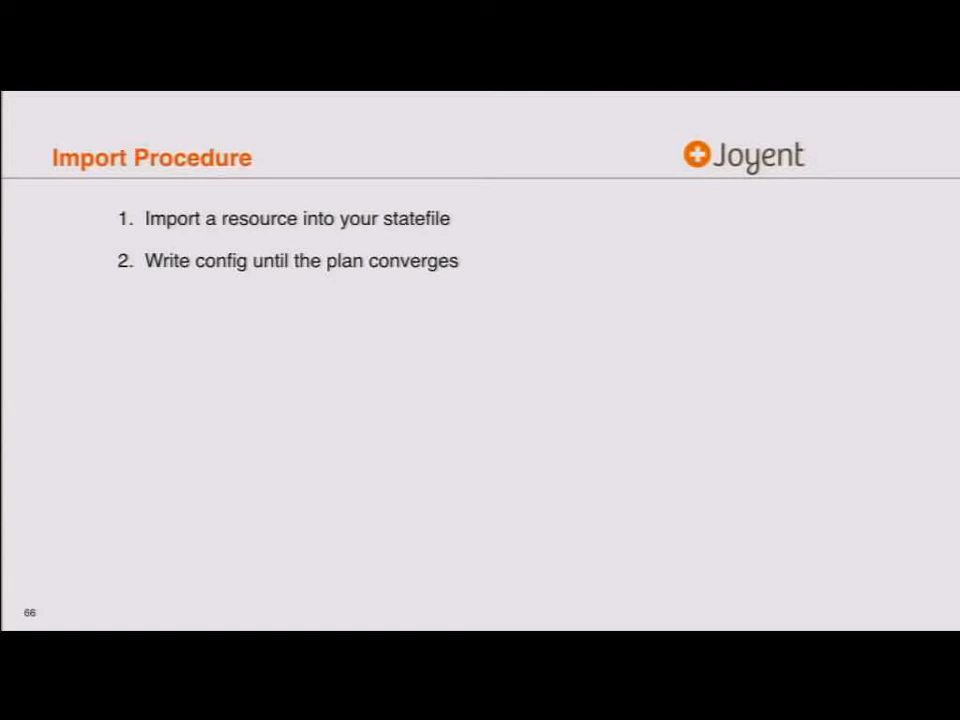 Import Procedure
Joyent
1. Import a resource into your statefile
2. Write config until the plan converges
66